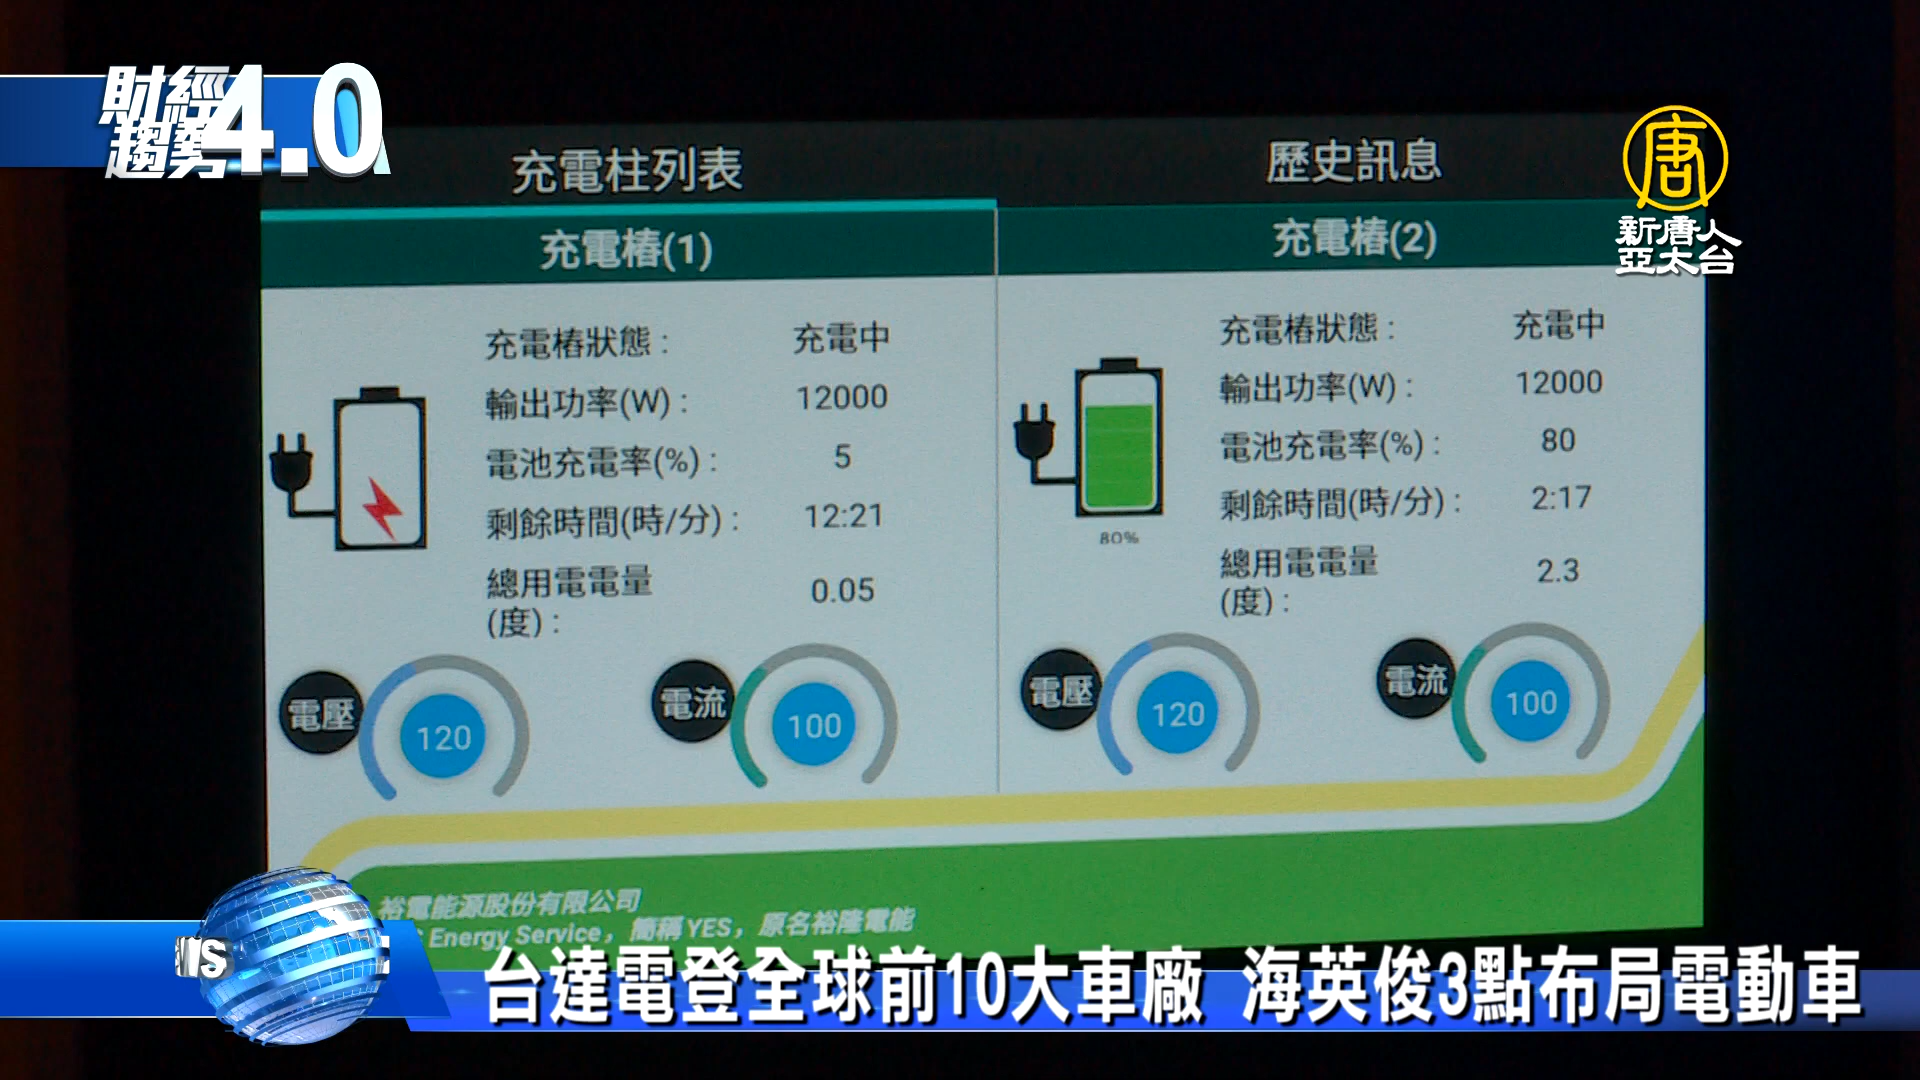 財經
趨勢4.0
唐
新唐人
亞太台
充電柱列表
歷史訊息
充電樁(1)
充電樁狀態 : 充電中
輸出功率(W) : 12000
電池充電率(%) : 5
剩餘時間(時/分) : 12:21
總用電電量
(度) : 0.05
電壓 120
電流 100
充電樁(2)
充電樁狀態 : 充電中
輸出功率(W) : 12000
電池充電率(%) : 80
剩餘時間(時/分) : 2:17
總用電電量
(度) : 2.3
80%
電壓 120
電流 100
裕電能源股份有限公司
Energy Service，簡稱YES，原名裕隆電能
台達電登全球前10大車廠 海英俊3點布局電動車